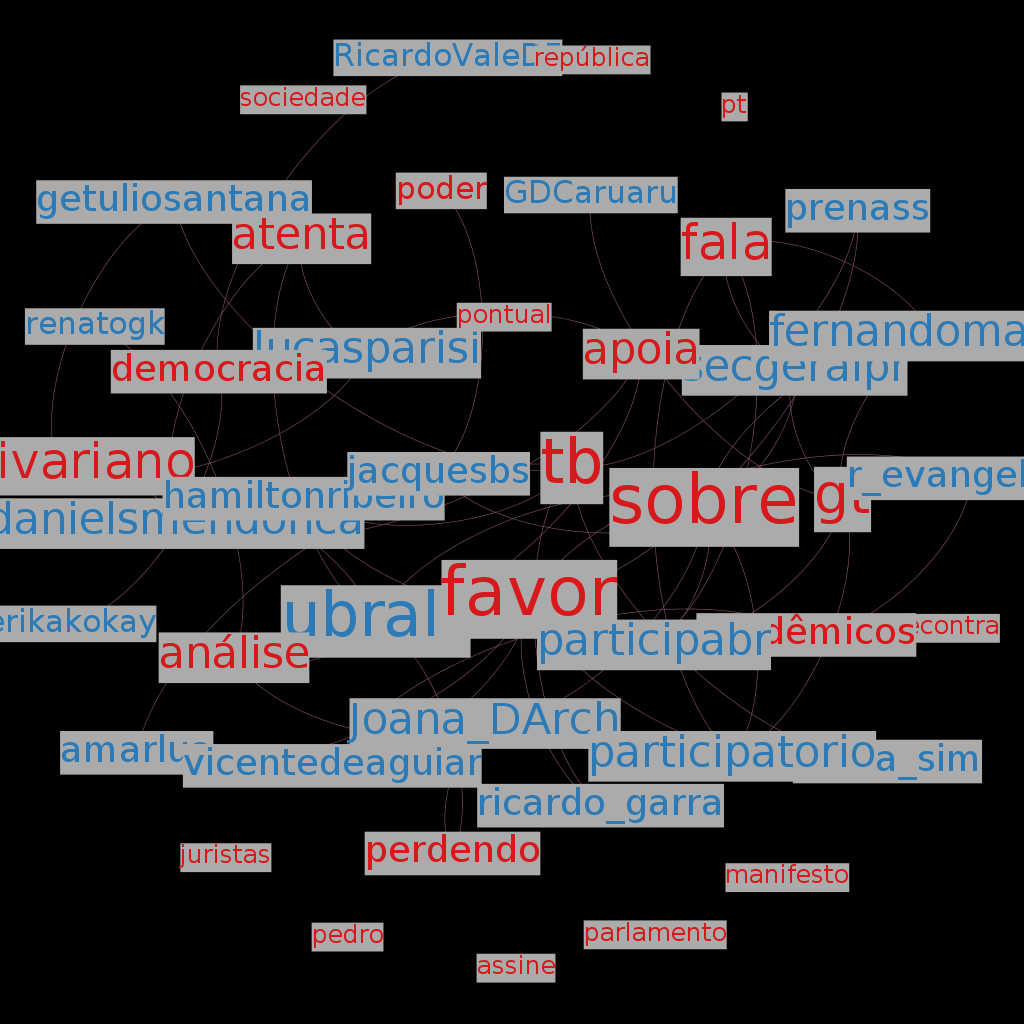 RicardoValeD
república
sociedade
pt
getuliosantana
poder
GDCaruaru
prenass
atenta
fala
pontual
renatogk
fernandoma
lucasparisi
apoia
secgeralpr
democracia
ivariano
tb
jacquesbs
r_evangel
hamiltonribeiro
sobre
danielsmendonca
favor
ubral
erikakokay
participabr
dêmicos
econtra
análise
Joana_DArch
amarlu
vicentedeaguiar
participatorio
a_sim
ricardo_garra
perdendo
juristas
manifesto
pedro
parlamento
assine